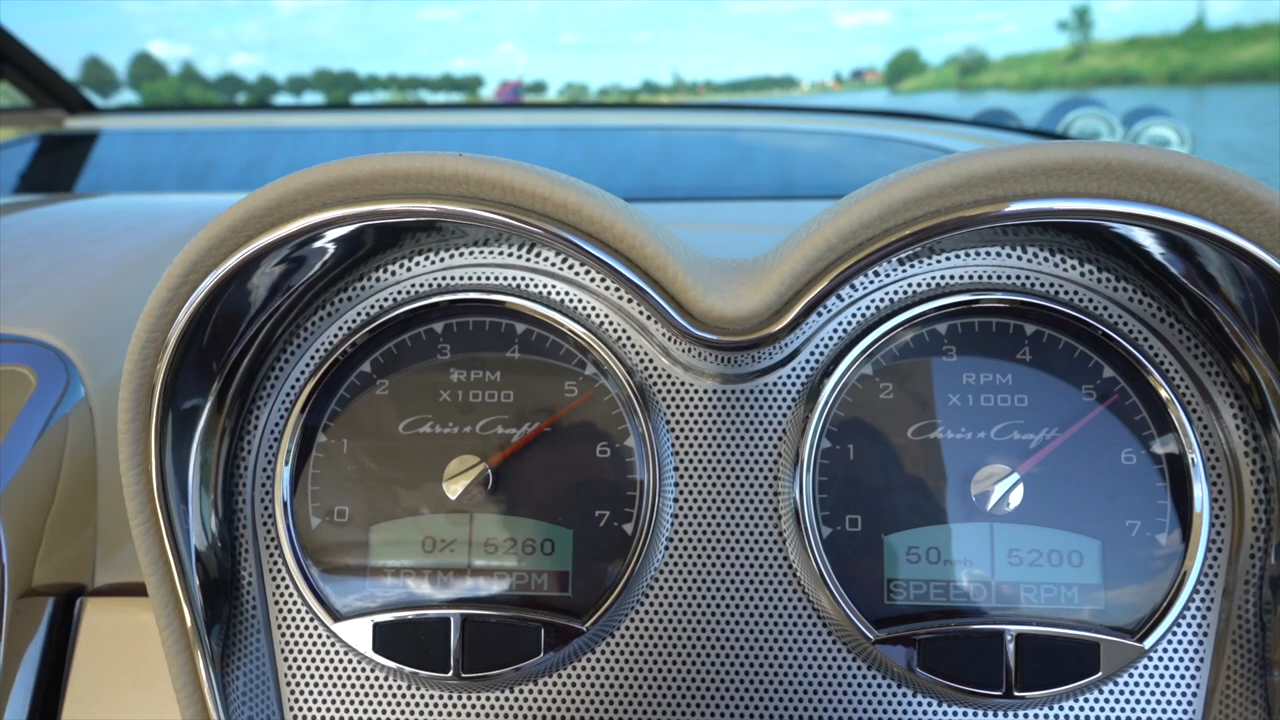 0 1 2 3 4 5 6 7
RPM
X1000
Chris★Craft
0% 5260
TRIM RPM
0 1 2 3 4 5 6 7
RPM
X1000
Chris★Craft
50mph 5200
SPEED RPM